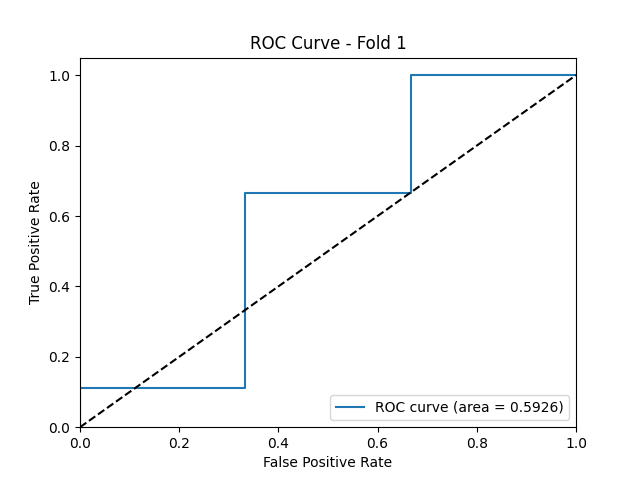 ROC Curve - Fold 1
1.0
0.8
0.6
0.4
0.2
0.0
True Positive Rate
ROC curve (area = 0.5926)
0.0 0.2 0.4 0.6 0.8 1.0
False Positive Rate